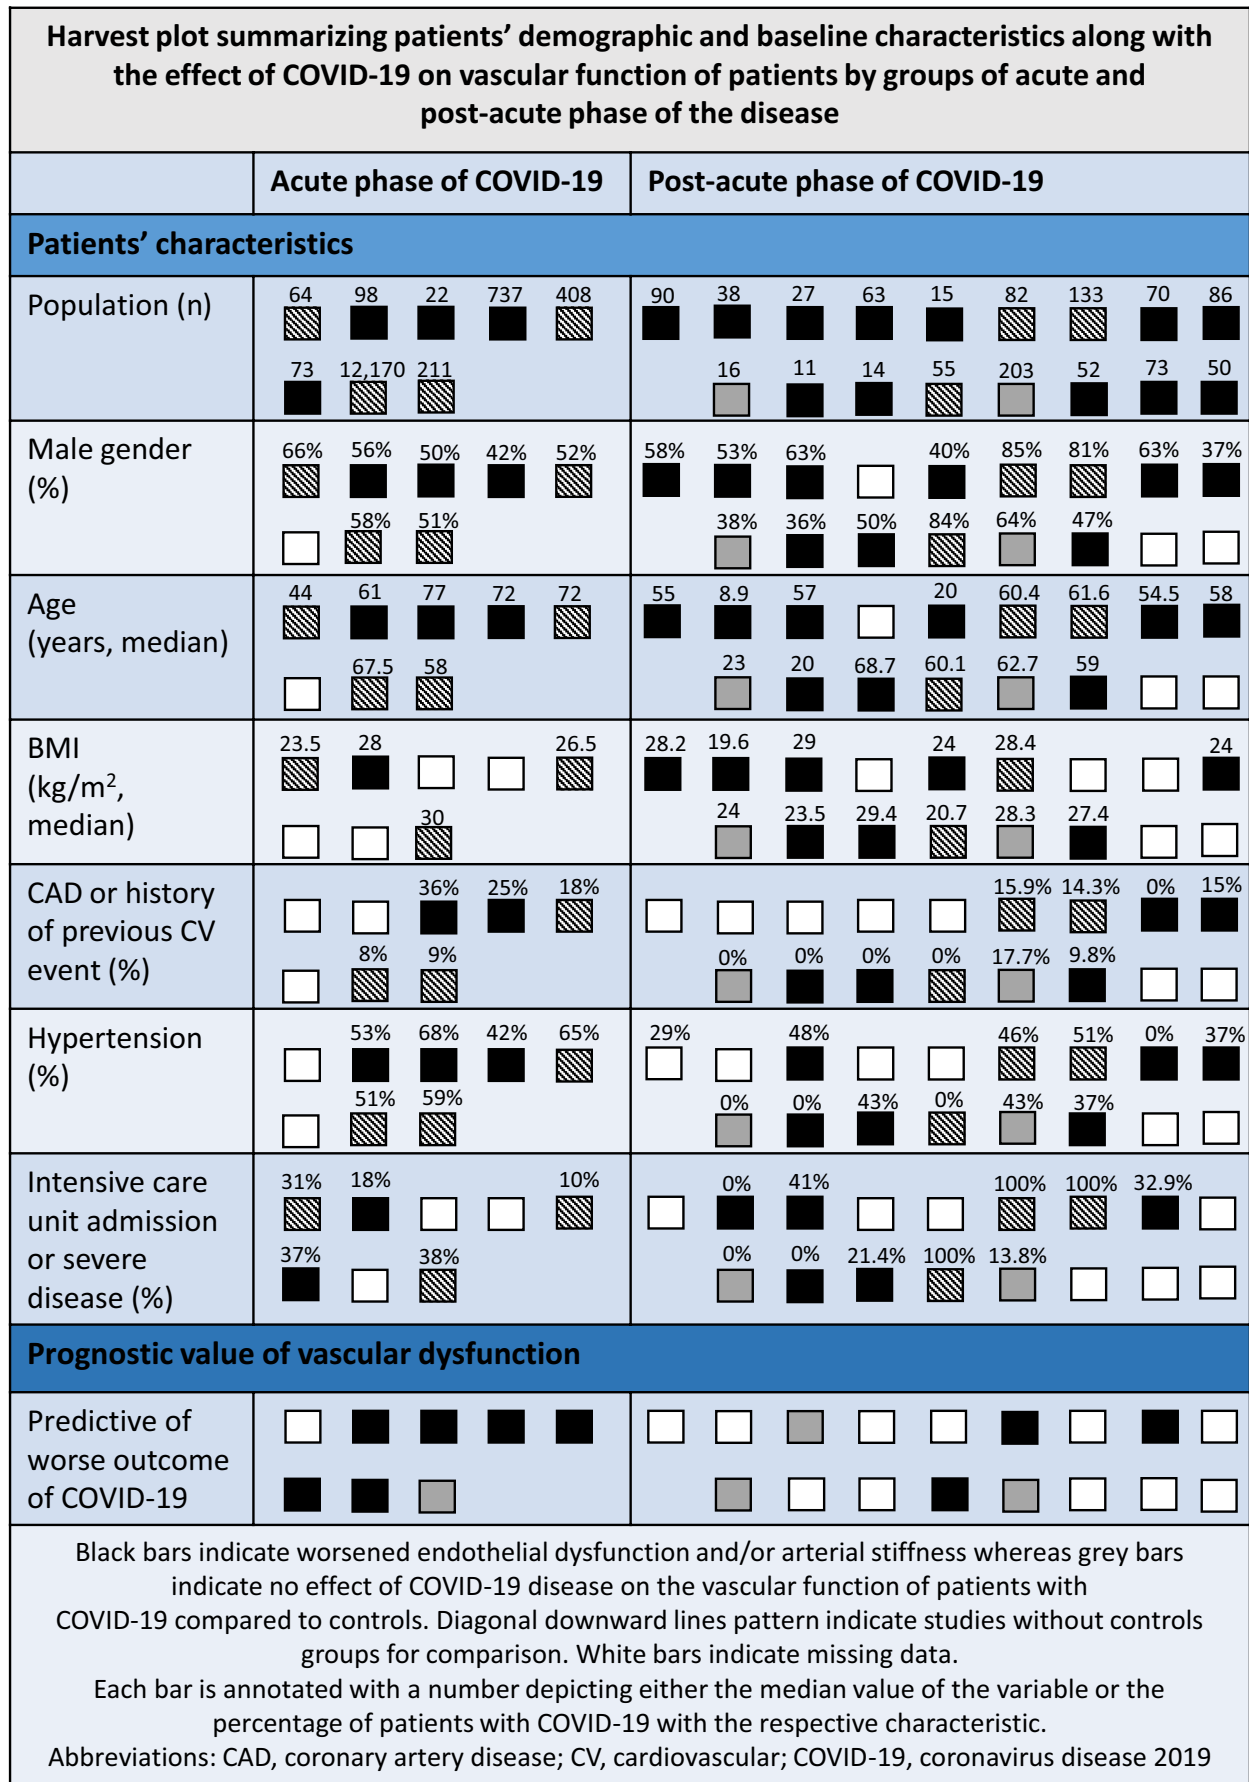 Harvest plot summarizing patients’ demographic and baseline characteristics along with
the effect of COVID-19 on vascular function of patients by groups of acute and
post-acute phase of the disease
Acute phase of COVID-19
Post-acute phase of COVID-19
Patients’ characteristics
Population (n)
64 98 22 737 408
90 38 27 63 15 82 133 70 86
73 12,170 211
16 11 14 55 203 52 73 50
Male gender
(%)
66% 56% 50% 42% 52%
58% 53% 63% 40% 85% 81% 63% 37%
58% 51%
38% 36% 50% 84% 64% 47%
Age
(years, median)
44 61 77 72 72
55 8.9 57 20 60.4 61.6 54.5 58
67.5 58
23 20 68.7 60.1 62.7 59
BMI
(kg/m², 
median)
23.5 28 26.5
28.2 19.6 29 24 28.4 24
30
24 23.5 29.4 20.7 28.3 27.4
CAD or history
of previous CV
event (%)
36% 25% 18%
15.9% 14.3% 0% 15%
8% 9%
0% 0% 0% 0% 17.7% 9.8%
Hypertension
(%)
53% 68% 42% 65%
29% 48% 46% 51% 0% 37%
51% 59%
0% 0% 43% 0% 43% 37%
Intensive care
unit admission
or severe
disease (%)
31% 18% 10%
0% 41% 100% 100% 32.9%
37% 38%
0% 0% 21.4% 100% 13.8%
Prognostic value of vascular dysfunction
Predictive of
worse outcome
of COVID-19
Black bars indicate worsened endothelial dysfunction and/or arterial stiffness whereas grey bars
indicate no effect of COVID-19 disease on the vascular function of patients with
COVID-19 compared to controls. Diagonal downward lines pattern indicate studies without controls
groups for comparison. White bars indicate missing data.
Each bar is annotated with a number depicting either the median value of the variable or the
percentage of patients with COVID-19 with the respective characteristic.
Abbreviations: CAD, coronary artery disease; CV, cardiovascular; COVID-19, coronavirus disease 2019